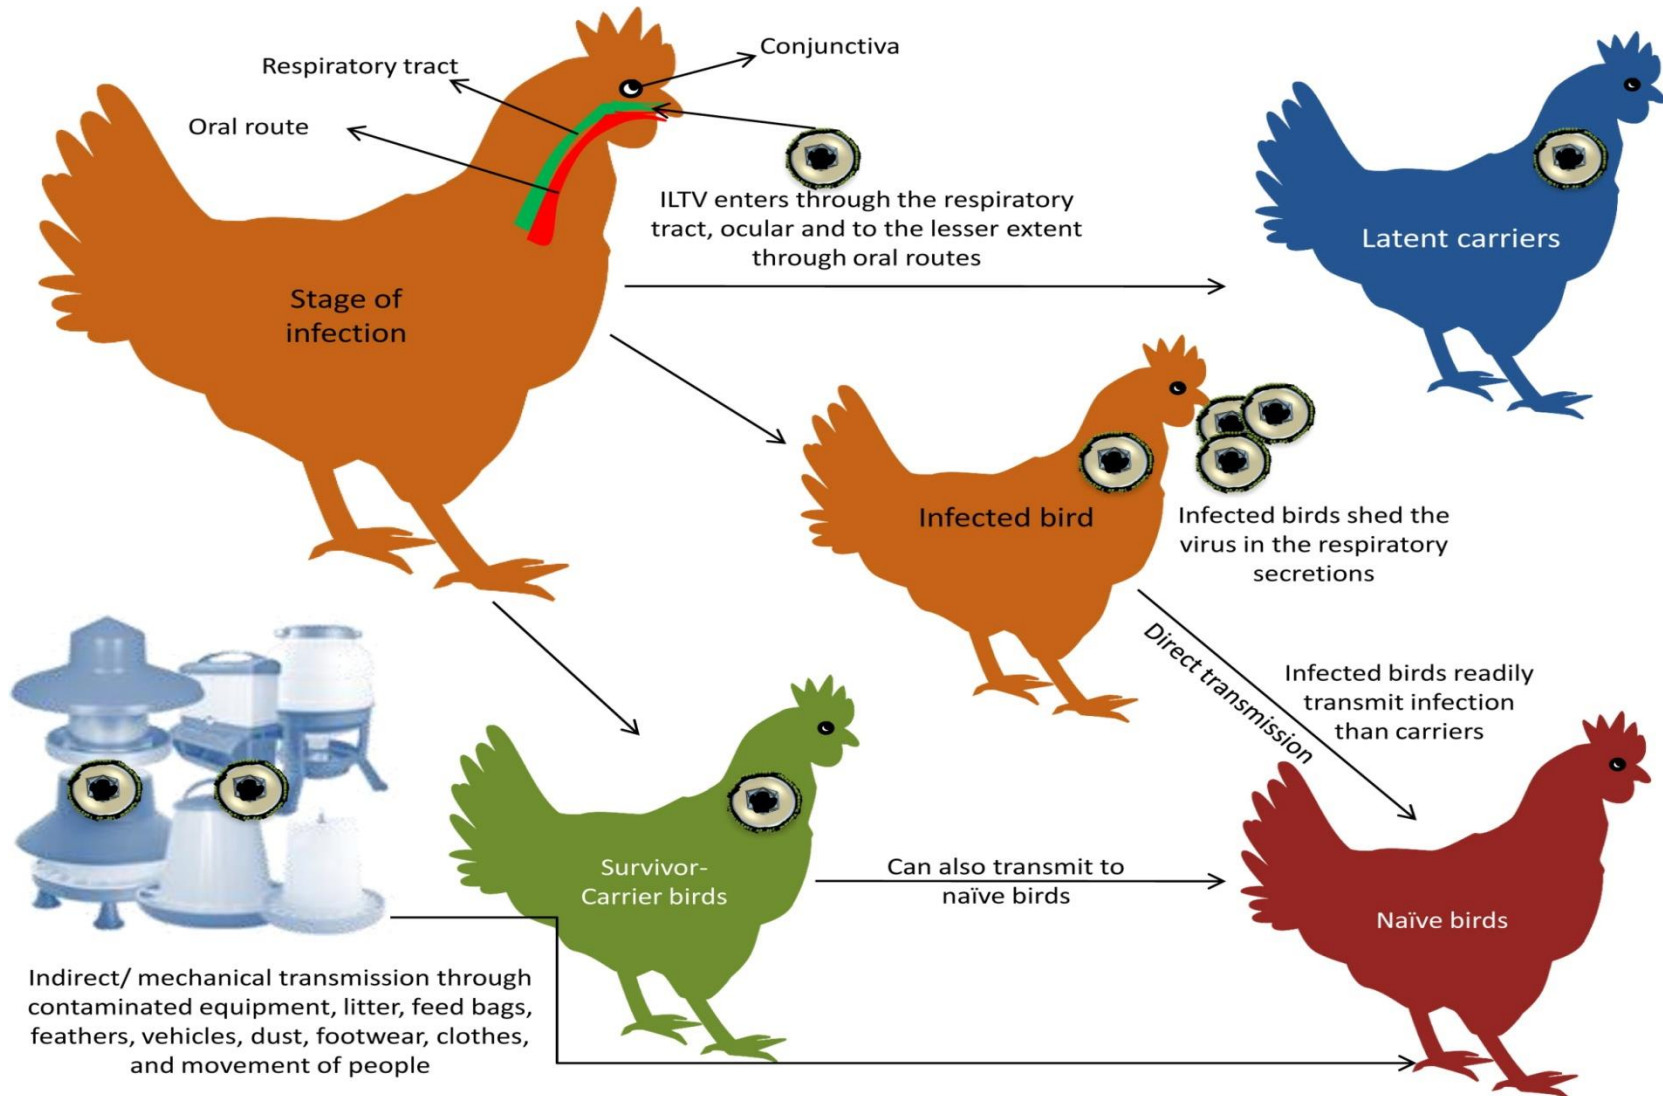 Conjunctiva
Respiratory tract
Oral route
ILTV enters through the respiratory
tract, ocular and to the lesser extent
through oral routes
Latent carriers
Stage of
infection
Infected bird
Infected birds shed the
virus in the respiratory
secretions
Direct transmission
Infected birds readily
transmit infection
than carriers
Survivor-
Carrier birds
Can also transmit to
naïve birds
Naïve birds
Indirect/ mechanical transmission through
contaminated equipment, litter, feed bags,
feathers, vehicles, dust, footwear, clothes,
and movement of people